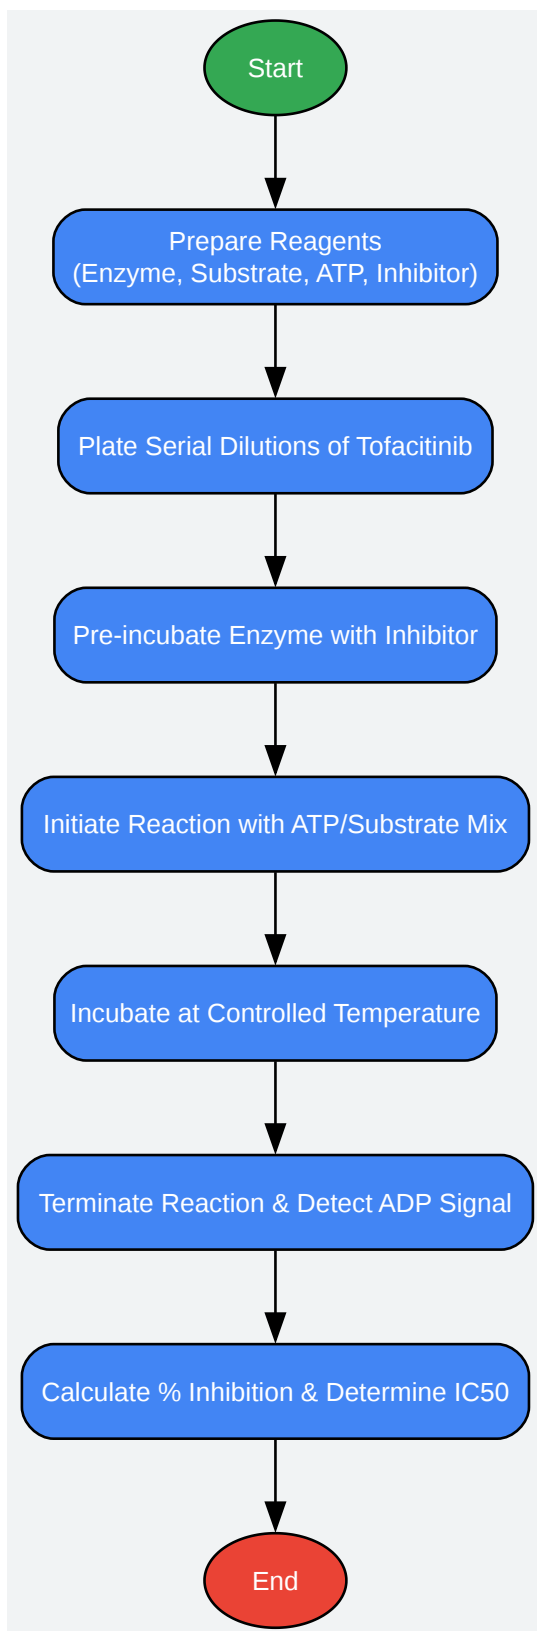 Start
Prepare Reagents
(Enzyme, Substrate, ATP, Inhibitor)
Plate Serial Dilutions of Tofacitinib
Pre-incubate Enzyme with Inhibitor
Initiate Reaction with ATP/Substrate Mix
Incubate at Controlled Temperature
Terminate Reaction & Detect ADP Signal
Calculate % Inhibition & Determine IC50
End